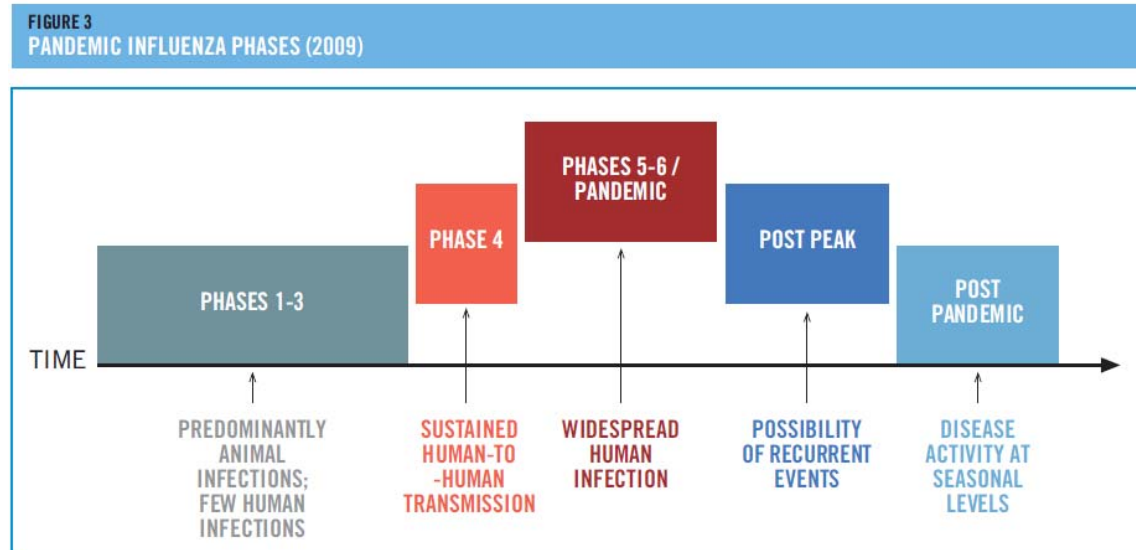 FIGURE 3
PANDEMIC INFLUENZA PHASES (2009)
PHASES 5-6 /
PANDEMIC
PHASE 4
POST PEAK
PHASES 1-3
POST
PANDEMIC
TIME
PREDOMINANTLY
ANIMAL
INFECTIONS;
FEW HUMAN
INFECTIONS
SUSTAINED
HUMAN-TO
-HUMAN
TRANSMISSION
WIDESPREAD
HUMAN
INFECTION
POSSIBILITY
OF RECURRENT
EVENTS
DISEASE
ACTIVITY AT
SEASONAL
LEVELS